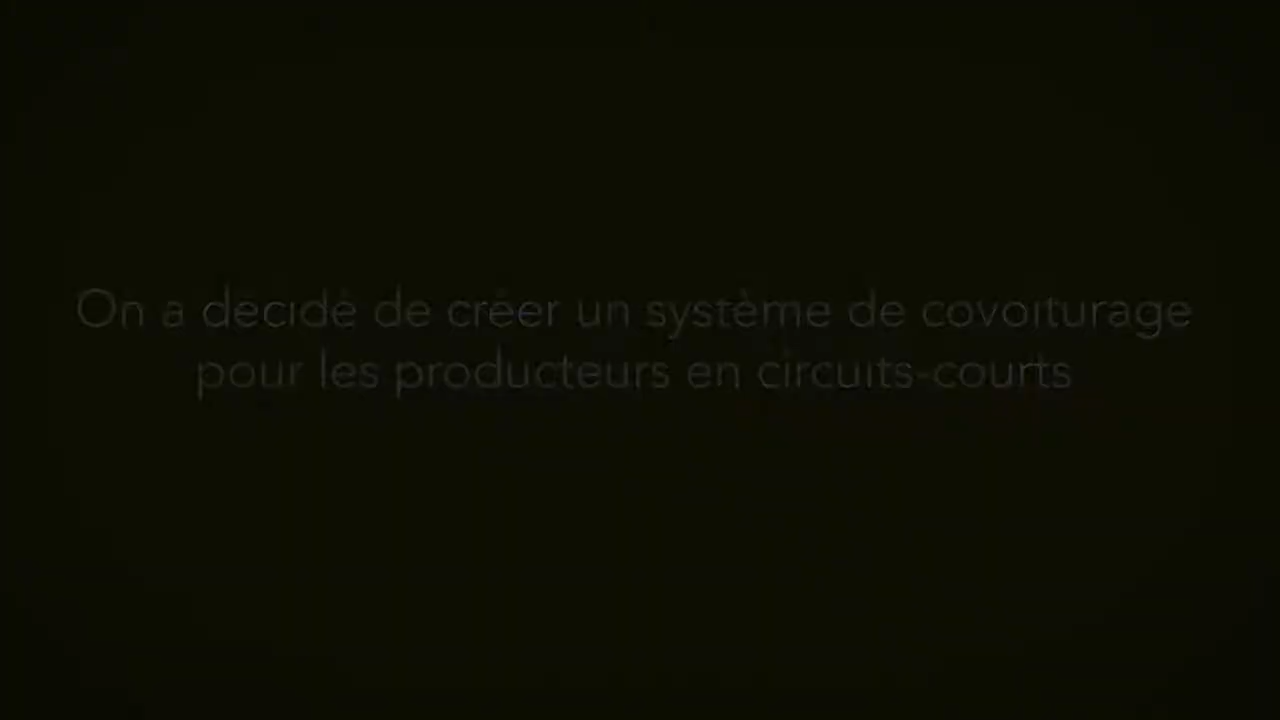 On a décidé de créer un système de covoiturage
pour les producteurs en circuits-courts